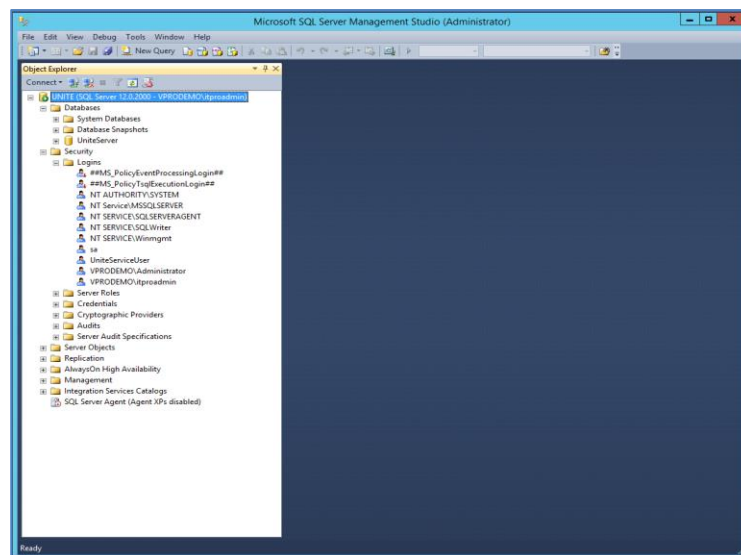 Microsoft SQL Server Management Studio (Administrator)
File Edit View Debug Tools Window Help
New Query
Object Explorer
Connect
UNITE (SQL Server 12.0.2000 - VPRODEMO\itproadmin)
Databases
System Databases
Database Snapshots
UniteServer
Security
Logins
##MS_PolicyEventProcessingLogin##
##MS_PolicyTsqlExecutionLogin##
NT AUTHORITY\SYSTEM
NT Service\MSSQLSERVER
NT SERVICE\SQLSERVERAGENT
NT SERVICE\SQLWriter
NT SERVICE\Winmgmt
sa
UniteServiceUser
VPRODEMO\Administrator
VPRODEMO\itproadmin
Server Roles
Credentials
Cryptographic Providers
Audits
Server Audit Specifications
Server Objects
Replication
AlwaysOn High Availability
Management
Integration Services Catalogs
SQL Server Agent (Agent XPs disabled)
Ready